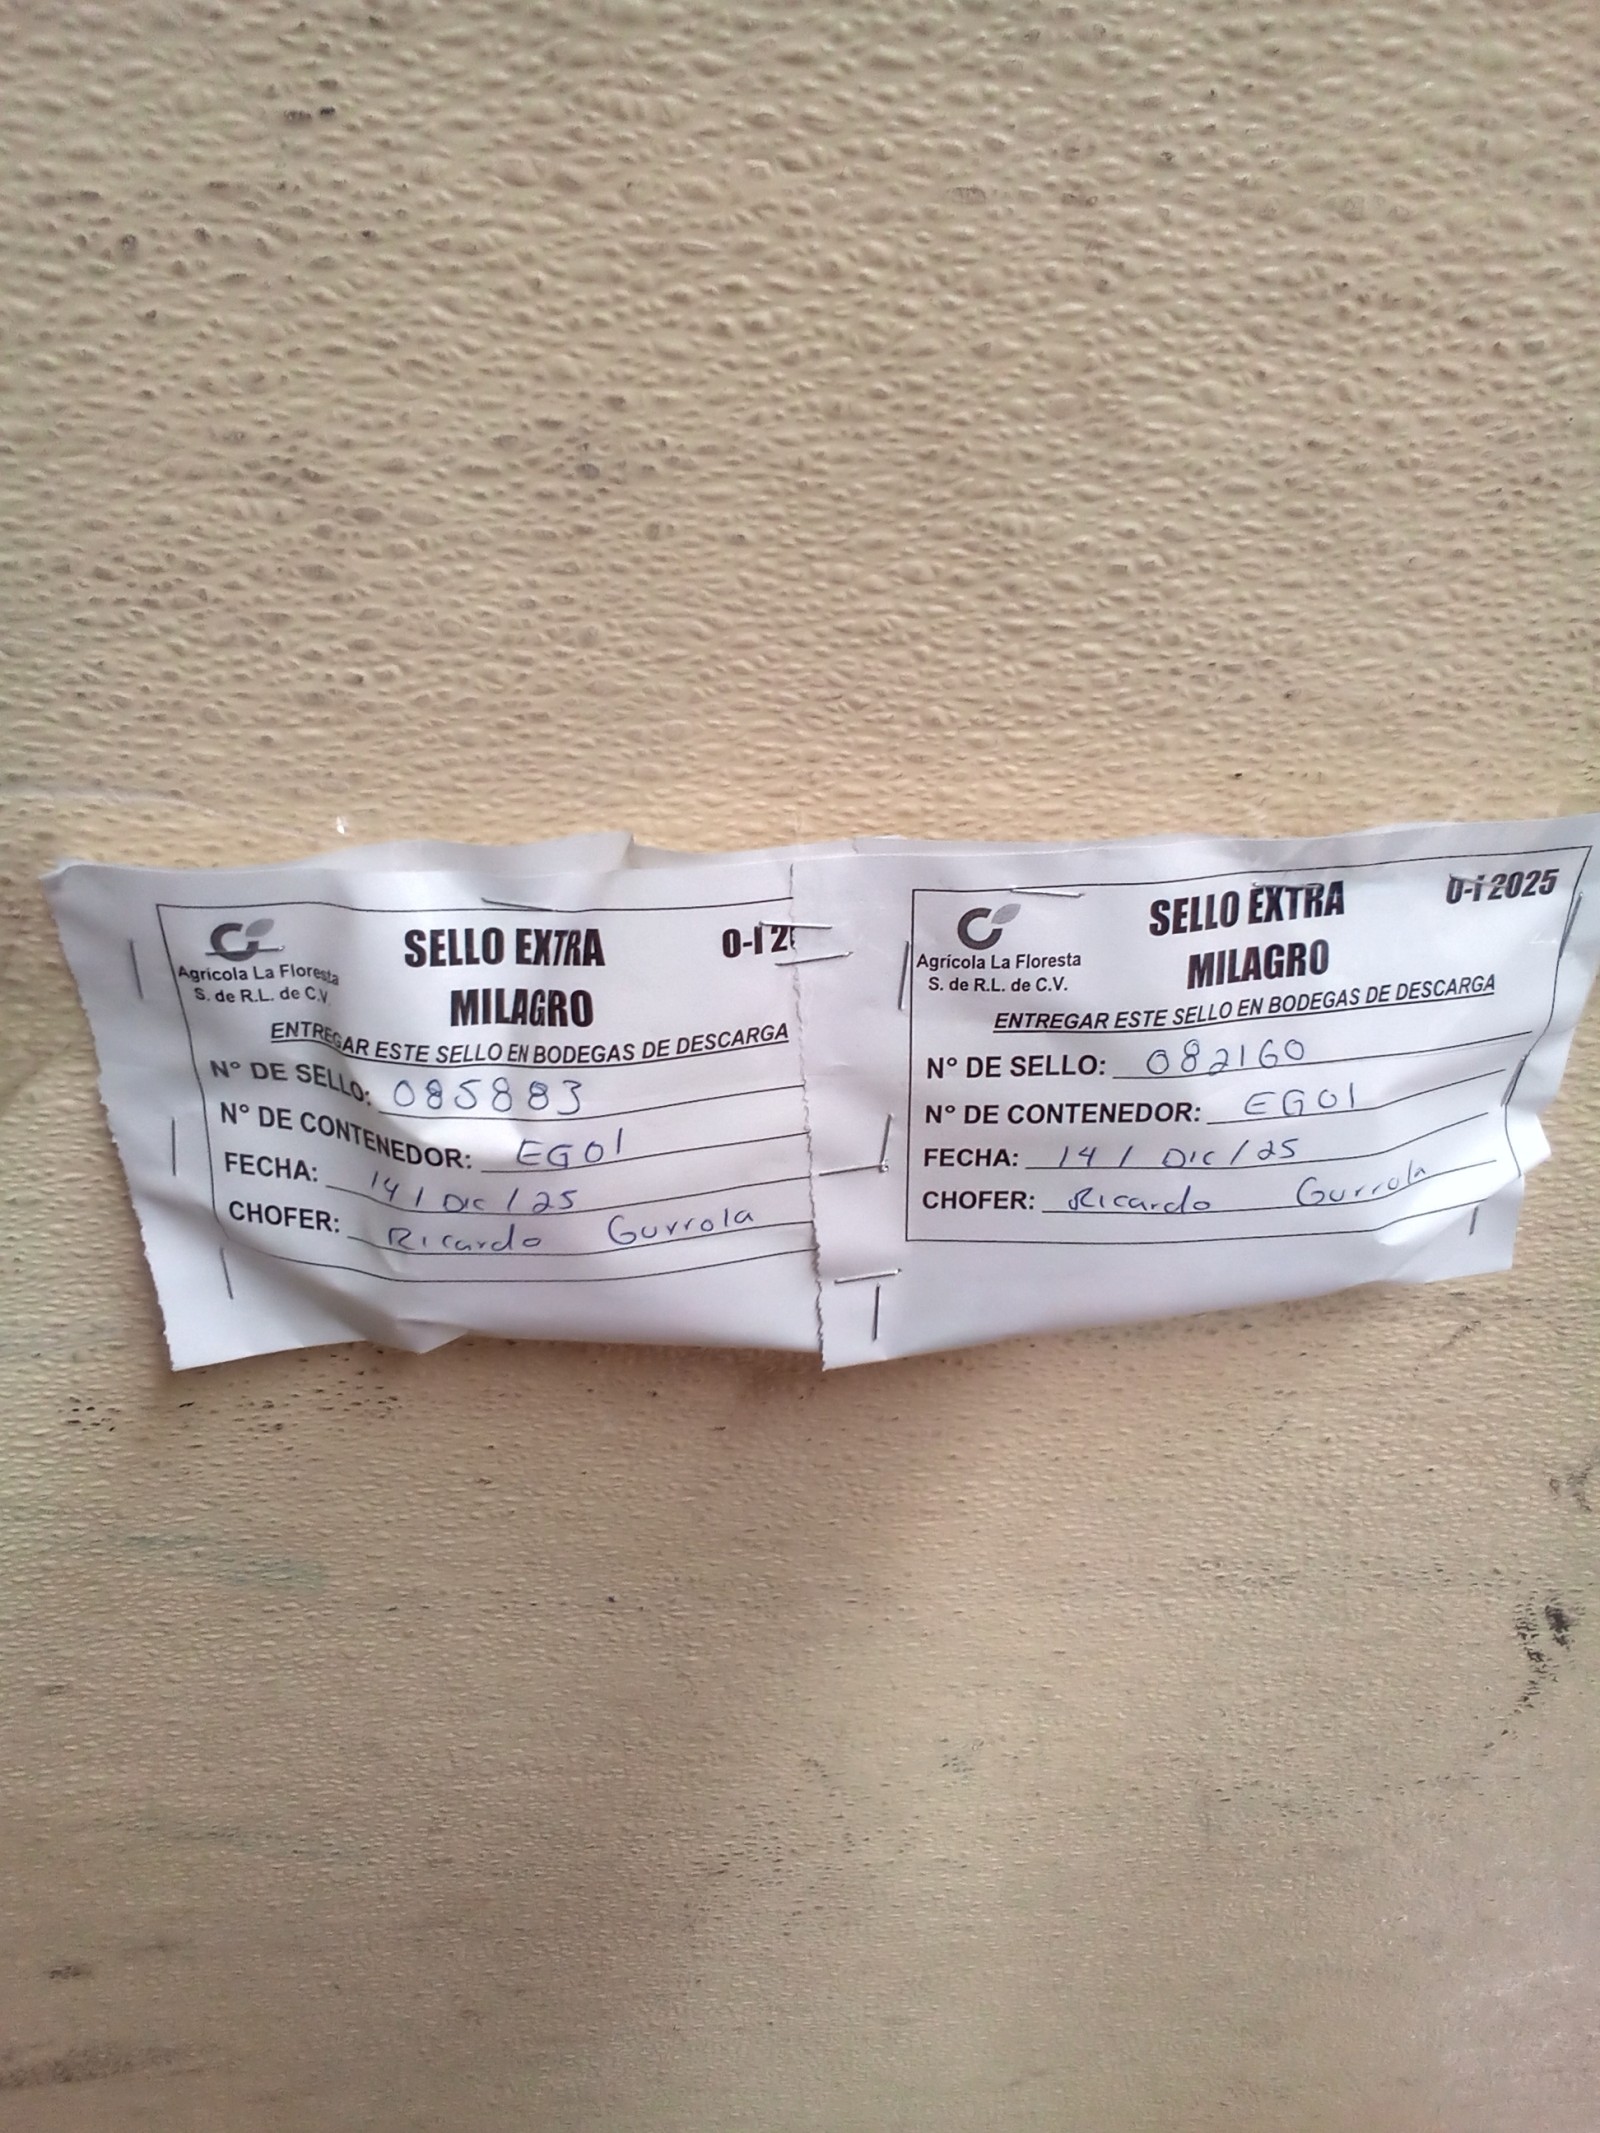 Agrícola La Floresta
S. de R.L. de C.V.
SELLO EXTRA
MILAGRO
O-I 2
ENTREGAR ESTE SELLO EN BODEGAS DE DESCARGA
N° DE SELLO: 085883
N° DE CONTENEDOR: EG01
FECHA: 14 / Dic / 25
CHOFER: Ricardo Gurrola
Agrícola La Floresta
S. de R.L. de C.V.
SELLO EXTRA
MILAGRO
O-I 2025
ENTREGAR ESTE SELLO EN BODEGAS DE DESCARGA
N° DE SELLO: 082160
N° DE CONTENEDOR: EG01
FECHA: 14 / Dic / 25
CHOFER: Ricardo Gurrola